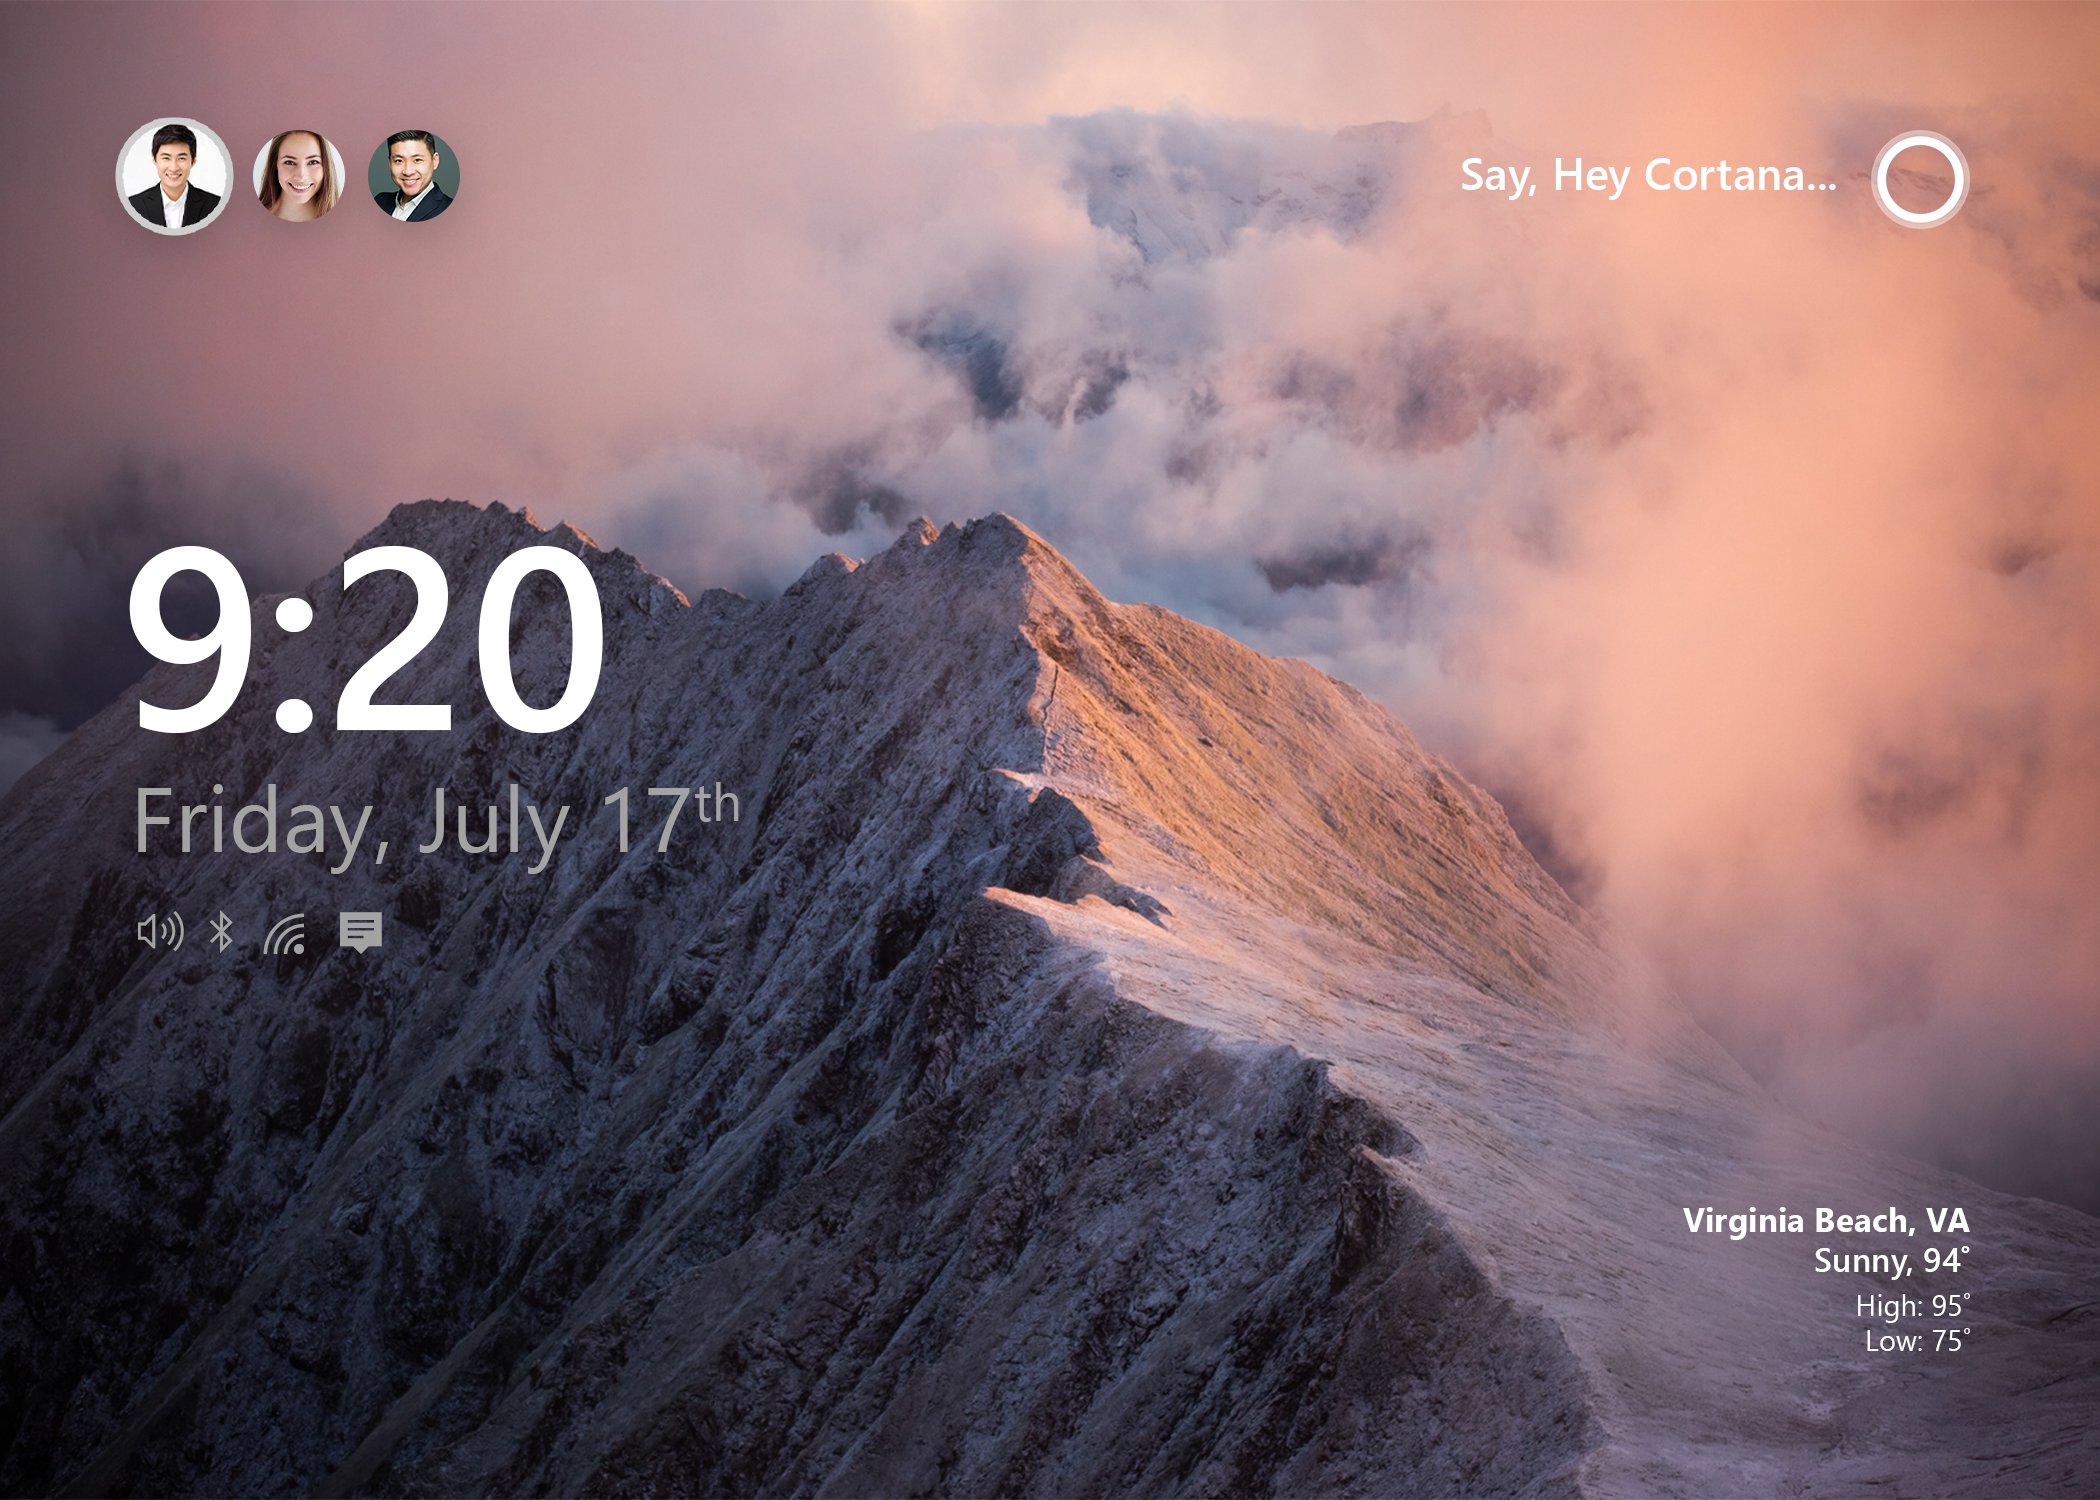 Say, Hey Cortana...
9:20
Friday, July 17th
Virginia Beach, VA
Sunny, 94°
High: 95°
Low: 75°